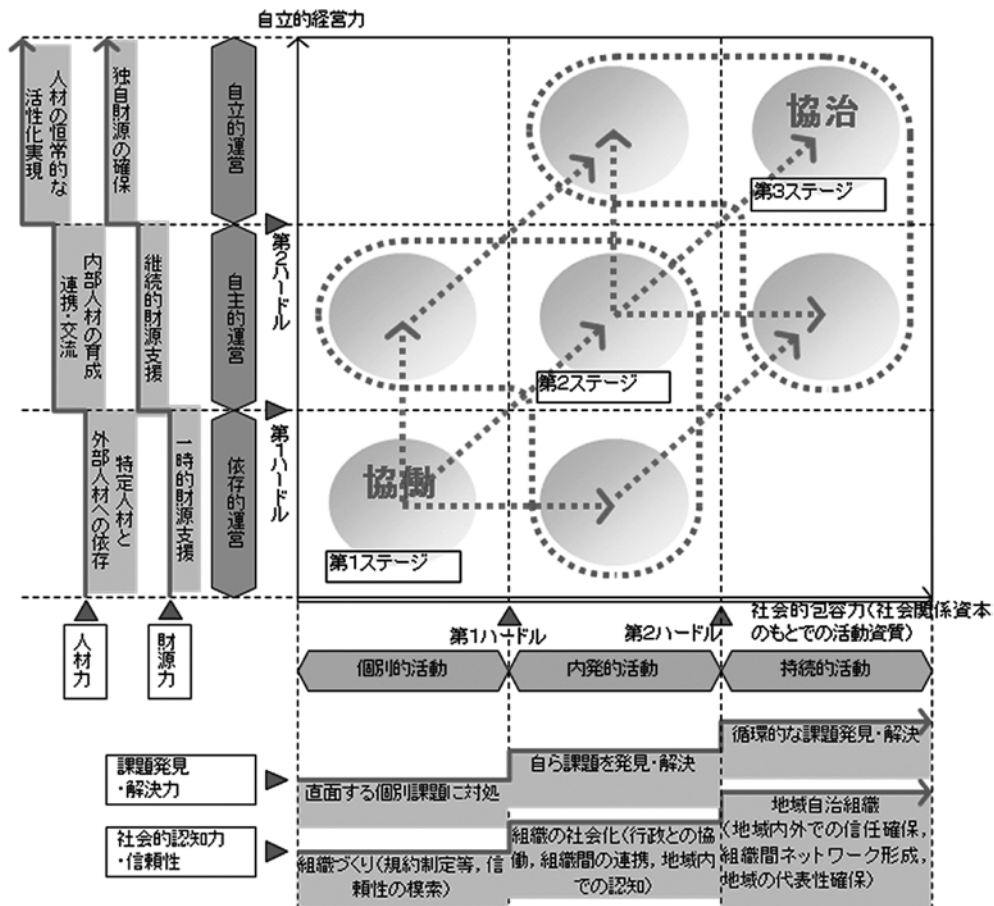 自立的経営力
人材の恒常的な
活性化実現
独自財源の確保
自立的運営
協治
第3ステージ
第2ハードル
内部人材の育成
連携・交流
継続的財源支援
自主的運営
第2ステージ
第1ハードル
特定人材と
外部人材への依存
一時的財源支援
依存的運営
協働
第1ステージ
人材力
財源力
第1ハードル
第2ハードル
社会的包容力(社会関係資本
のもとでの活動資質)
個別的活動
内発的活動
持続的活動
課題発見
・解決力
直面する個別課題に対処
自ら課題を発見・解決
循環的な課題発見・解決
社会的認知力
・信頼性
組織づくり(規約制定等, 信
頼性の模索)
組織の社会化(行政との協
働, 組織間の連携, 地域内
での認知)
地域自治組織
(地域内外での信任確保,
組織間ネットワーク形成,
地域の代表性確保)